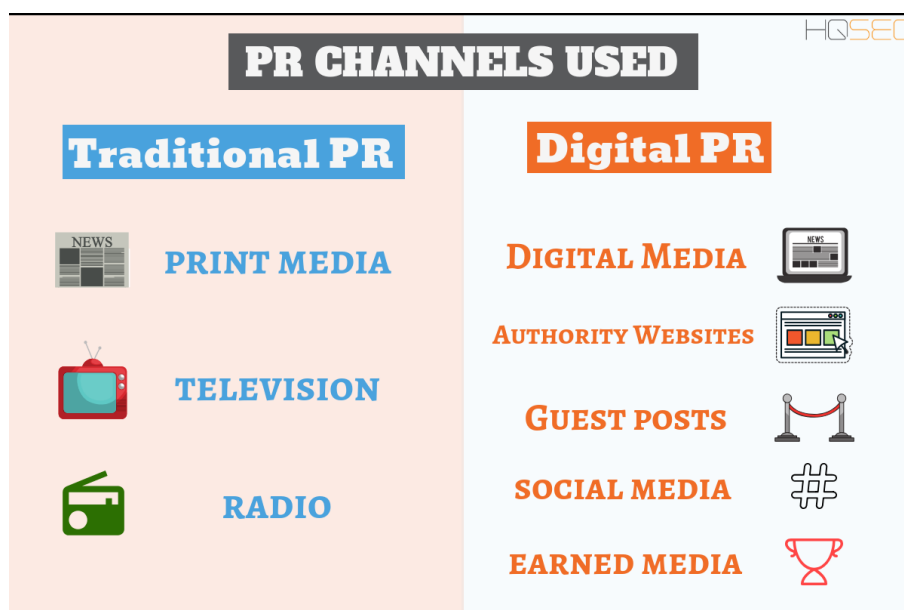 HQSEO
PR CHANNELS USED
Traditional PR
Digital PR
NEWS
PRINT MEDIA
TELEVISION
RADIO
DIGITAL MEDIA
NEWS
AUTHORITY WEBSITES
GUEST POSTS
SOCIAL MEDIA
#
EARNED MEDIA